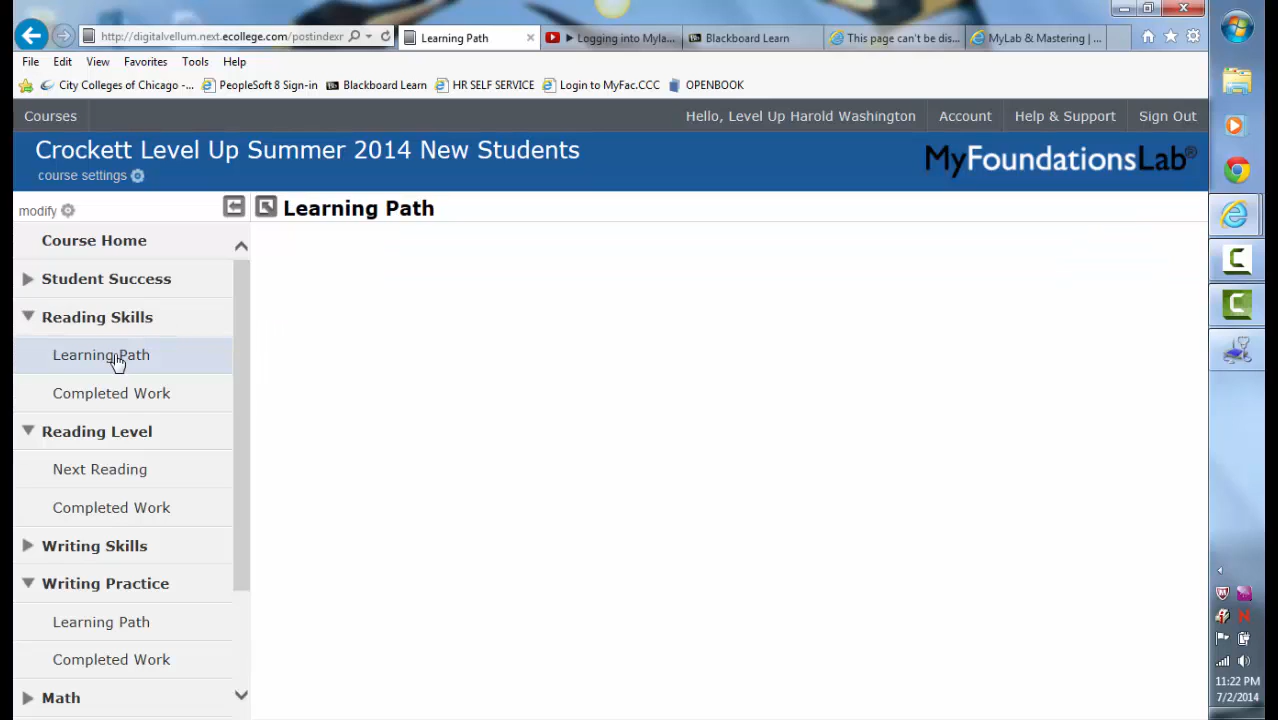 http://digitalvellum.next.ecollege.com/postindexr
Learning Path
Logging into Myla...
Blackboard Learn
This page can't be dis...
MyLab & Mastering | ...
File Edit View Favorites Tools Help
City Colleges of Chicago -... PeopleSoft 8 Sign-in Blackboard Learn HR SELF SERVICE Login to MyFac.CCC OPENBOOK
Courses
Hello, Level Up Harold Washington Account Help & Support Sign Out
Crockett Level Up Summer 2014 New Students
MyFoundationsLab®
course settings
modify
Learning Path
Course Home
Student Success
Reading Skills
Learning Path
Completed Work
Reading Level
Next Reading
Completed Work
Writing Skills
Writing Practice
Learning Path
Completed Work
Math
11:22 PM
7/2/2014